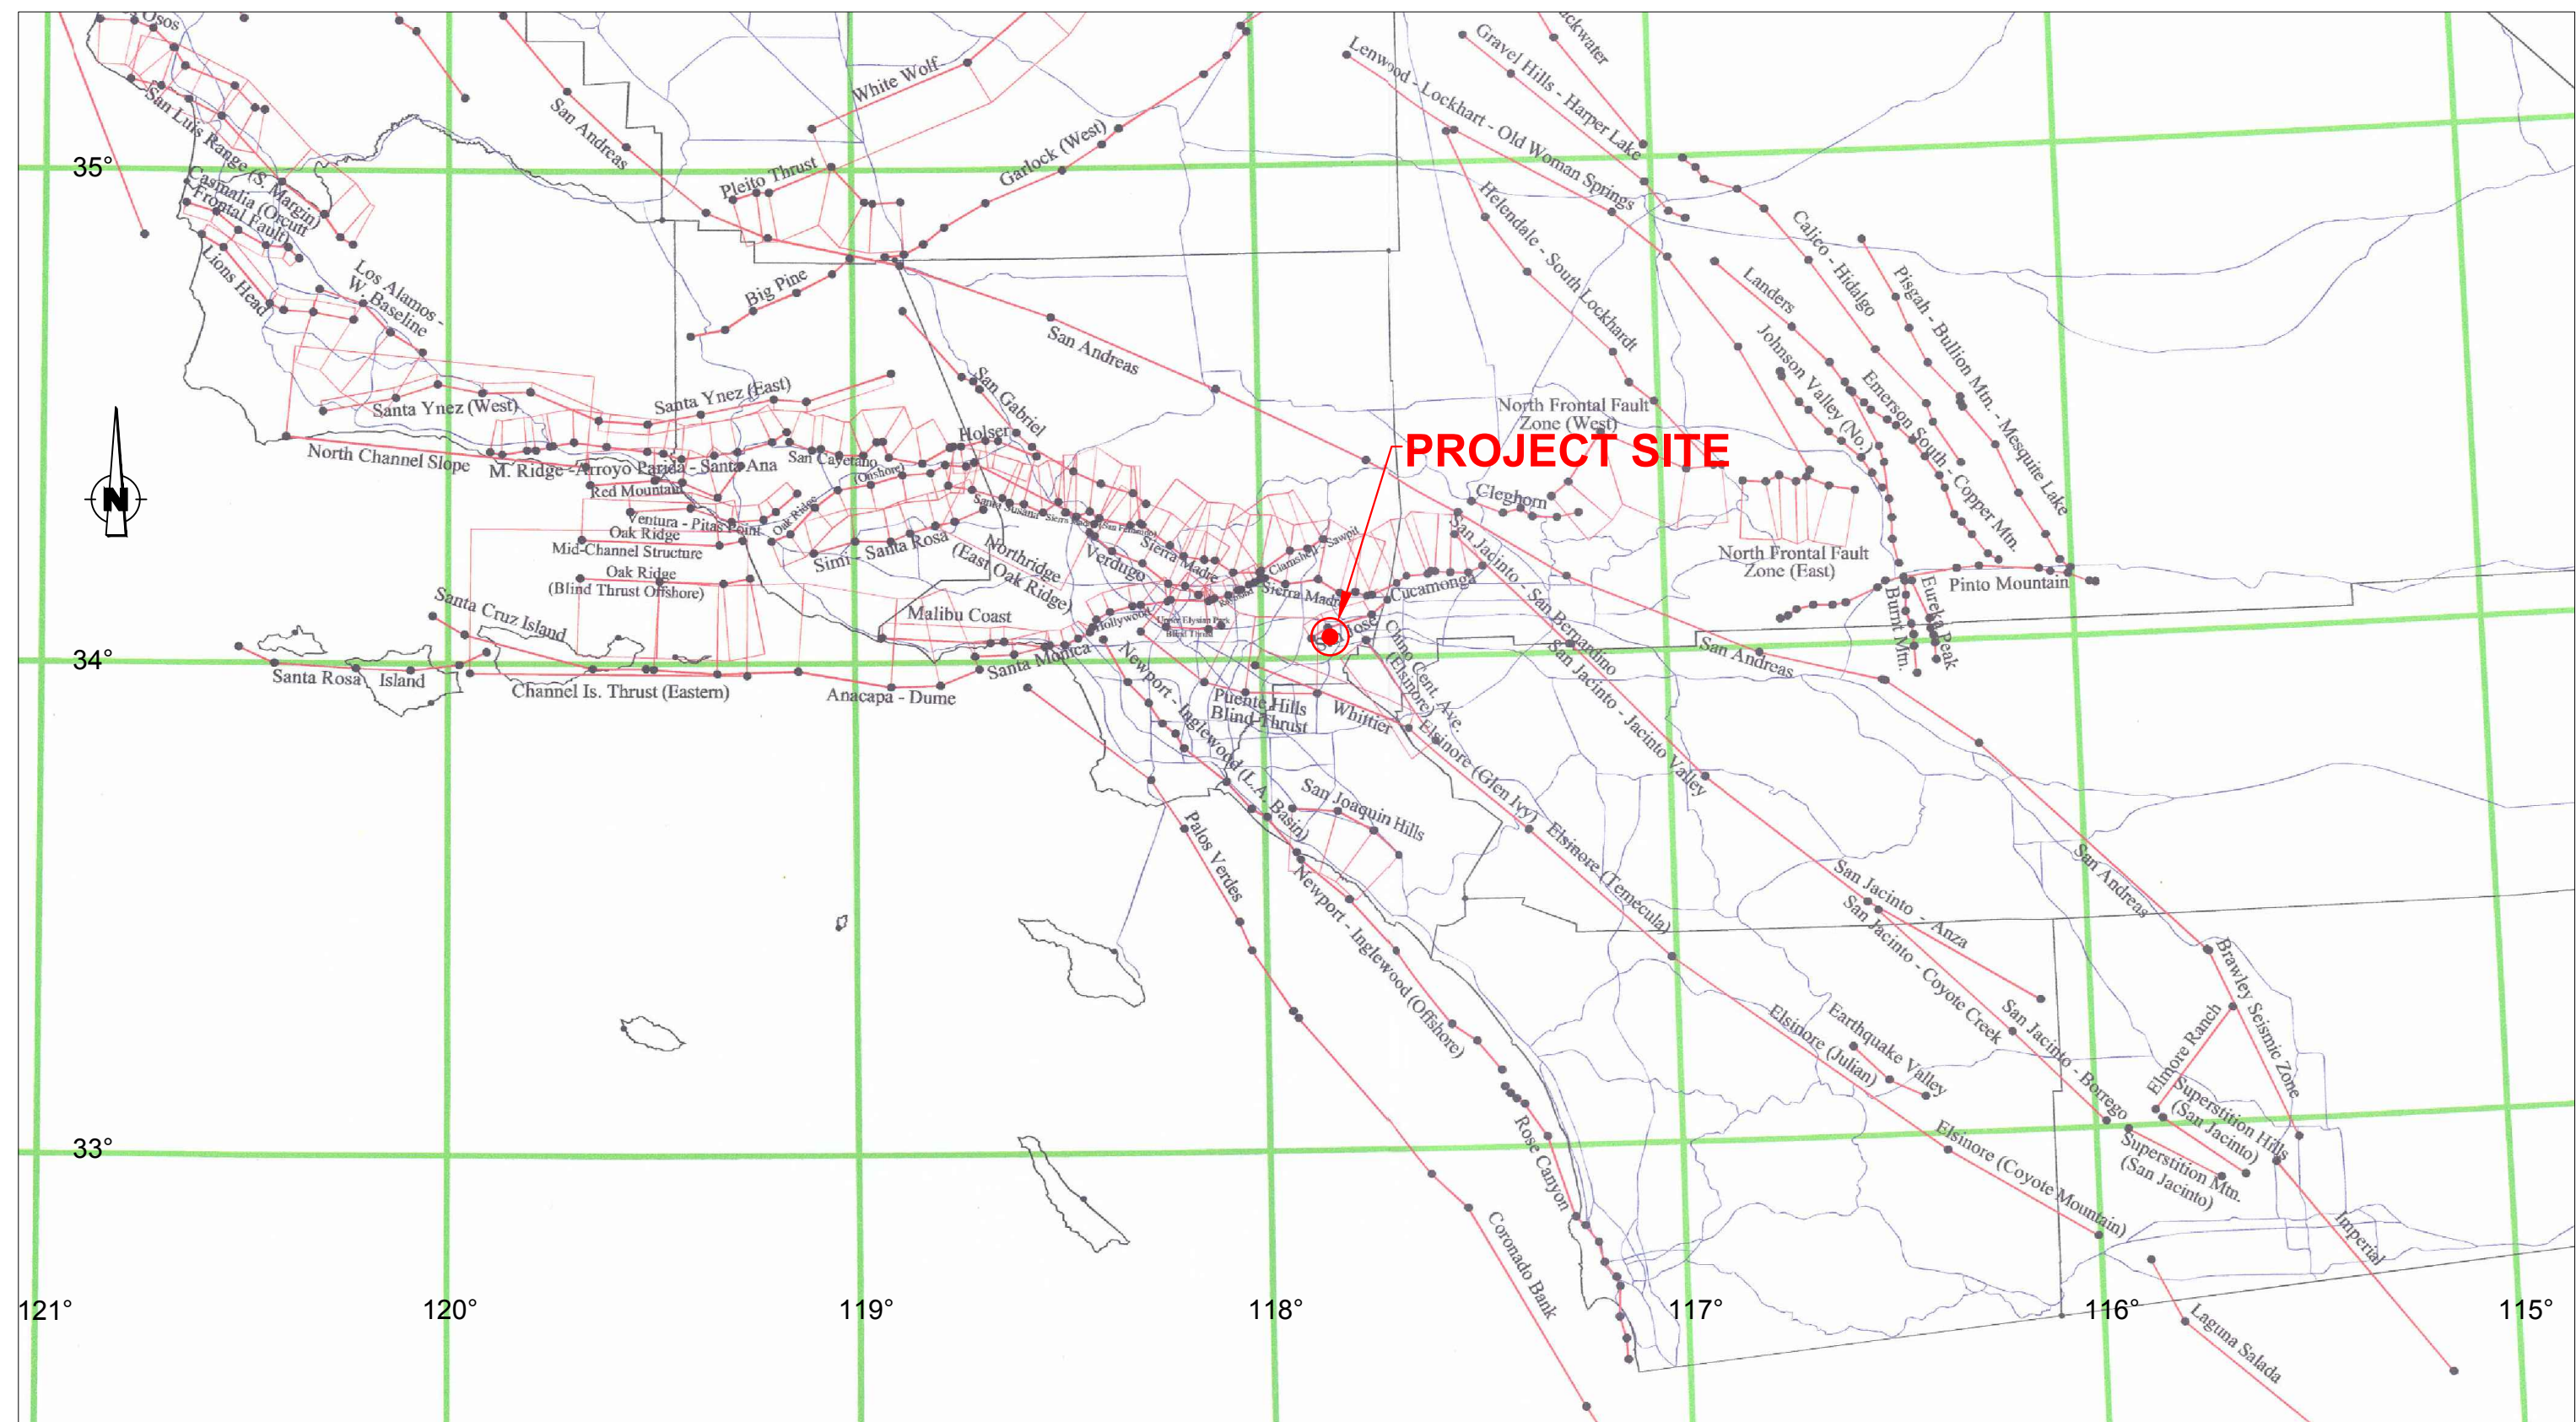 Osos
San Luis Range (S. Margin)
Casmalia (Orcutt
Frontal Fault)
Lions Head
Los Alamos -
W. Baseline
San Andreas
White Wolf
Pleito Thrust
Garlock (West)
Big Pine
Lenwood - Lockhart - Old Woman Springs
Gravel Hills - Harper Lake
Helendale - South Lockhardt
Calico - Hidalgo
Landers
Pisgah - Bullion Mtn. - Mesquite Lake
Johnson Valley (No.)
Emerson South - Copper Mtn.
San Andreas
35°
Santa Ynez (West)
Santa Ynez (East)
San Gabriel
Holser
North Frontal Fault
Zone (West)
PROJECT SITE
North Channel Slope
M. Ridge - Arroyo Parida - Santa Ana
San Cayetano
(Onshore)
Red Mountain
Oak Ridge
Ventura - Pitas Point
Oak Ridge
Mid-Channel Structure
Oak Ridge
(Blind Thrust Offshore)
Simi - Santa Rosa
Northridge
(East Oak Ridge)
Verdugo
Sierra Madre
Clamshell - Sawpit
Sierra Madre
Cucamonga
Cleghorn
North Frontal Fault
Zone (East)
Pinto Mountain
Eureka Peak
Burnt Mtn.
N
Santa Cruz Island
Malibu Coast
Hollywood
Upper Elysian Park
Blind Thrust
San Jacinto - San Bernardino
San Jacinto - Jacinto Valley
San Andreas
34°
Santa Rosa Island
Channel Is. Thrust (Eastern)
Anacapa - Dume
Santa Monica
Newport - Inglewood (L.A. Basin)
Puente Hills
Blind Thrust
Whittier
Chino Cent. Ave.
(Elsinore)
Elsinore (Glen Ivy)
Elsinore (Temecula)
San Joaquin Hills
Palos Verdes
Newport - Inglewood (Offshore)
San Jacinto - Anza
San Jacinto - Coyote Creek
San Andreas
Brawley Seismic Zone
Elsinore (Julian)
Earthquake Valley
San Jacinto - Borrego
Elmore Ranch
Superstition Hills
(San Jacinto)
Superstition Mtn.
(San Jacinto)
33°
Rose Canyon
Elsinore (Coyote Mountain)
Imperial
Coronado Bank
Laguna Salada
121°
120°
119°
118°
117°
116°
115°